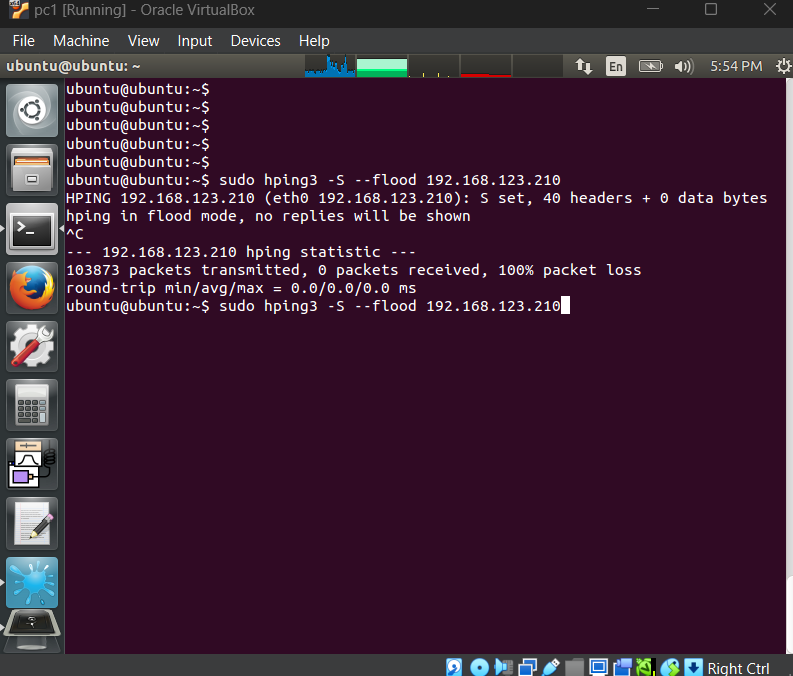 pc1 [Running] - Oracle VirtualBox
File Machine View Input Devices Help
ubuntu@ubuntu: ~ En 5:54 PM
ubuntu@ubuntu:~$
ubuntu@ubuntu:~$
ubuntu@ubuntu:~$
ubuntu@ubuntu:~$
ubuntu@ubuntu:~$
ubuntu@ubuntu:~$ sudo hping3 -S --flood 192.168.123.210
HPING 192.168.123.210 (eth0 192.168.123.210): S set, 40 headers + 0 data bytes
hping in flood mode, no replies will be shown
^C
--- 192.168.123.210 hping statistic ---
103873 packets transmitted, 0 packets received, 100% packet loss
round-trip min/avg/max = 0.0/0.0/0.0 ms
ubuntu@ubuntu:~$ sudo hping3 -S --flood 192.168.123.210
Right Ctrl